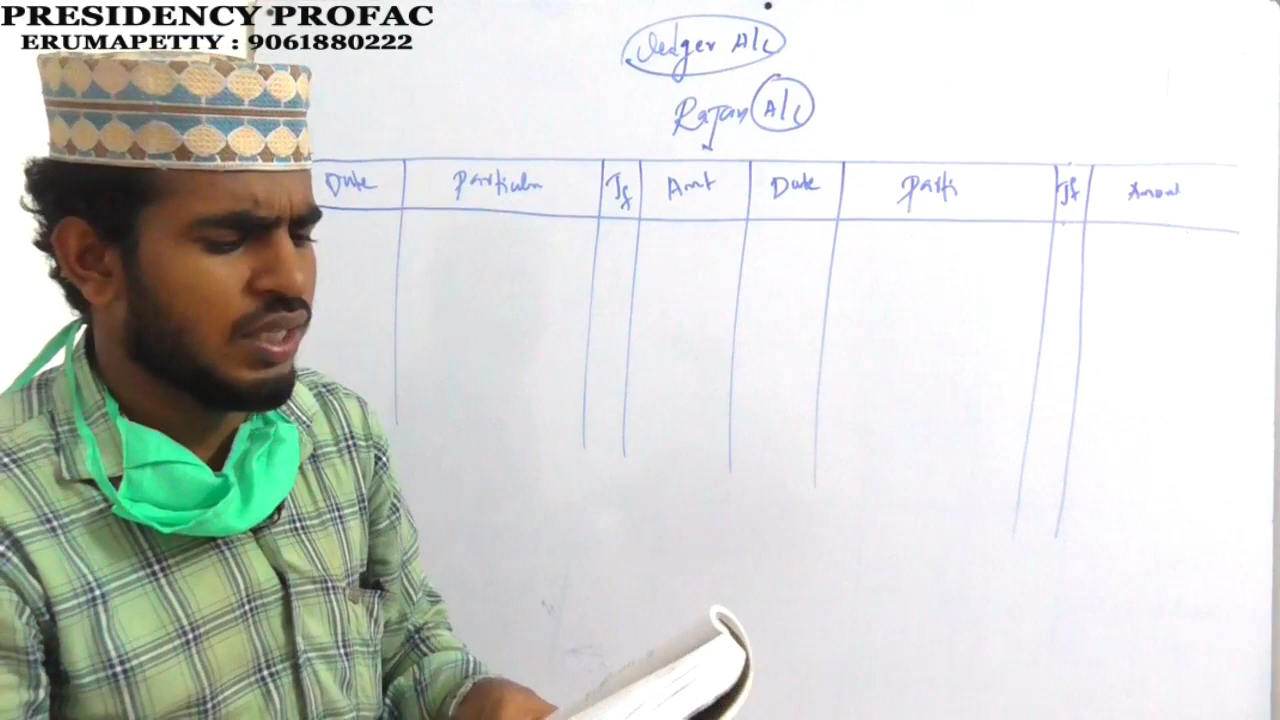 PRESIDENCY PROFAC
ERUMAPETTY : 9061880222
Ledger A/c
Rajan A/c
Date Particulars Jf Amt Date Parti Jf Amount